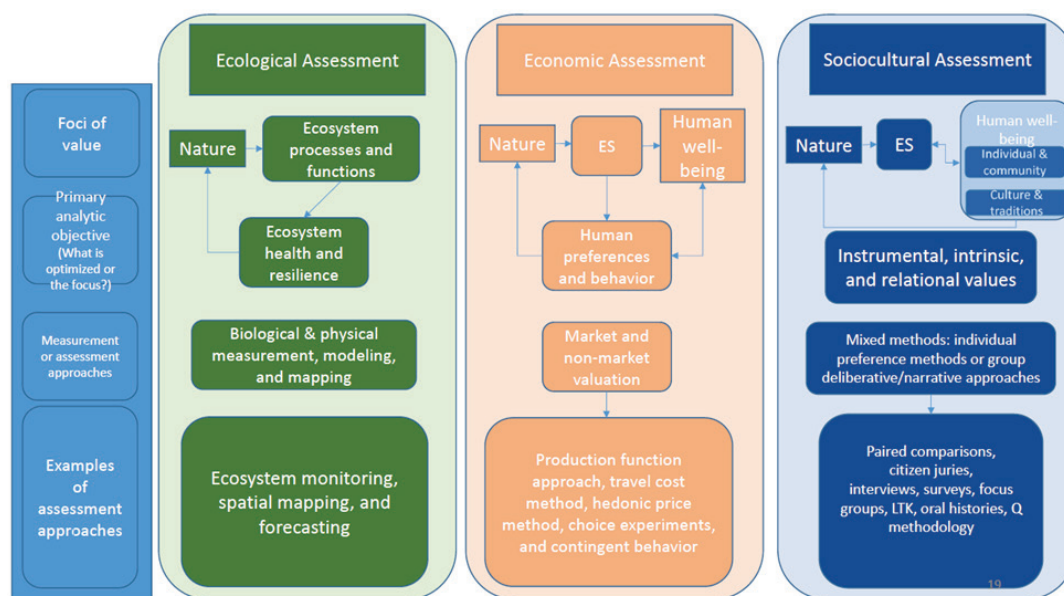 Ecological Assessment
Economic Assessment
Sociocultural Assessment
Foci of
value
Nature
Ecosystem
processes and
functions
Nature
ES
Human
well-
being
Nature
ES
Human well-
being
Individual &
community
Culture &
traditions
Primary
analytic
objective
(What is
optimized or
the focus?)
Ecosystem
health and
resilience
Human
preferences
and behavior
Instrumental, intrinsic,
and relational values
Measurement
or assessment
approaches
Biological & physical
measurement, modeling,
and mapping
Market and
non-market
valuation
Mixed methods: individual
preference methods or group
deliberative/narrative approaches
Examples
of
assessment
approaches
Ecosystem monitoring,
spatial mapping, and
forecasting
Production function
approach, travel cost
method, hedonic price
method, choice experiments,
and contingent behavior
Paired comparisons,
citizen juries,
interviews, surveys, focus
groups, LTK, oral histories, Q
methodology
19